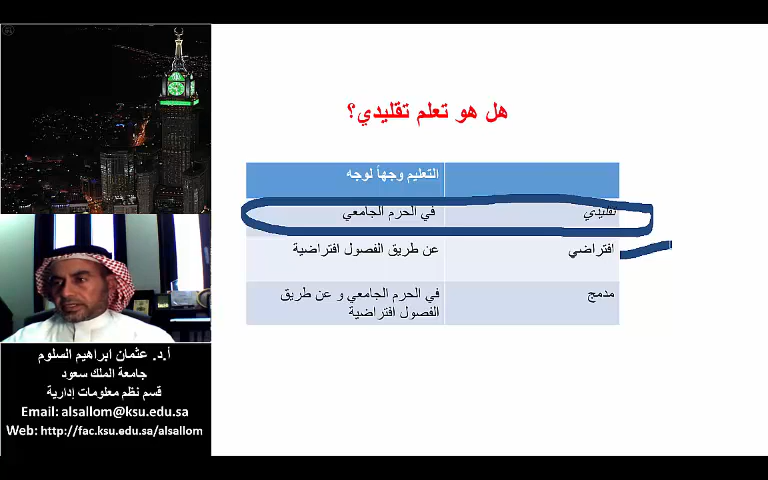 هل هو تعلم تقليدي؟
التعليم وجهاً لوجه
تقليدي
في الحرم الجامعي
افتراضي
عن طريق الفصول افتراضية
مدمج
في الحرم الجامعي و عن طريق
الفصول افتراضية
أ.د. عثمان ابراهيم السلوم
جامعة الملك سعود
قسم نظم معلومات إدارية
Email: alsallom@ksu.edu.sa
Web: http://fac.ksu.edu.sa/alsallom